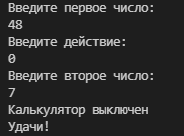 Введите первое число:
48
Введите действие:
0
Введите второе число:
7
Калькулятор выключен
Удачи!